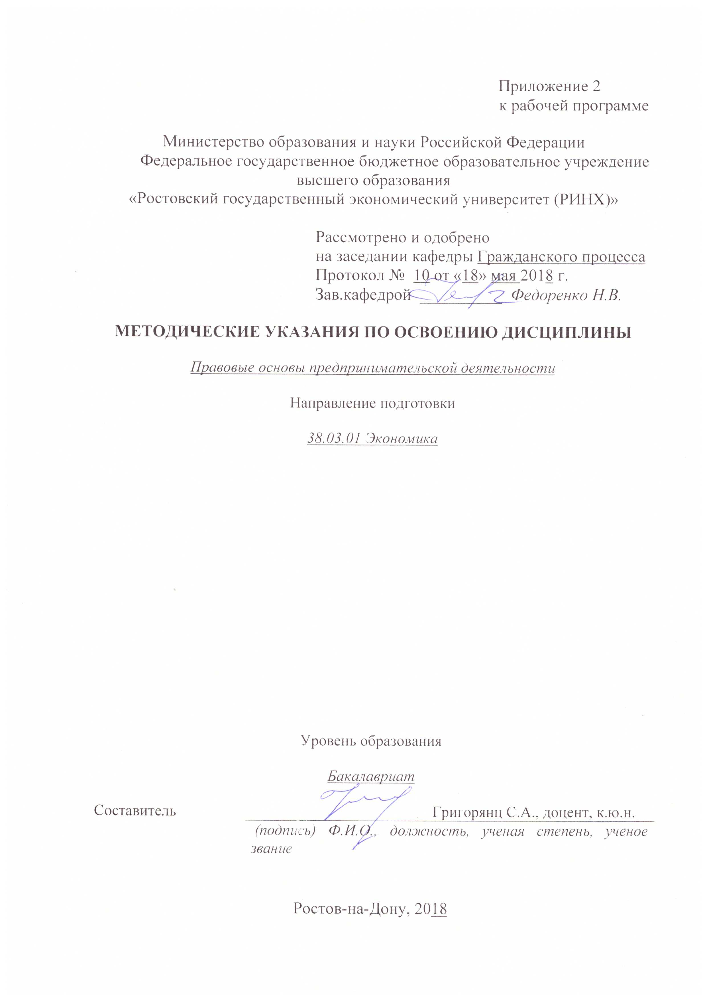 Приложение 2
к рабочей программе
Министерство образования и науки Российской Федерации
Федеральное государственное бюджетное образовательное учреждение
высшего образования
«Ростовский государственный экономический университет (РИНХ)»
Рассмотрено и одобрено
на заседании кафедры Гражданского процесса
Протокол № 10 от «18» мая 2018 г.
Зав.кафедрой ___________ Федоренко Н.В.
МЕТОДИЧЕСКИЕ УКАЗАНИЯ ПО ОСВОЕНИЮ ДИСЦИПЛИНЫ
Правовые основы предпринимательской деятельности
Направление подготовки
38.03.01 Экономика
Уровень образования
Бакалавриат
Составитель Григорянц С.А., доцент, к.ю.н.
(подпись) Ф.И.О., должность, ученая степень, ученое
звание
Ростов-на-Дону, 2018